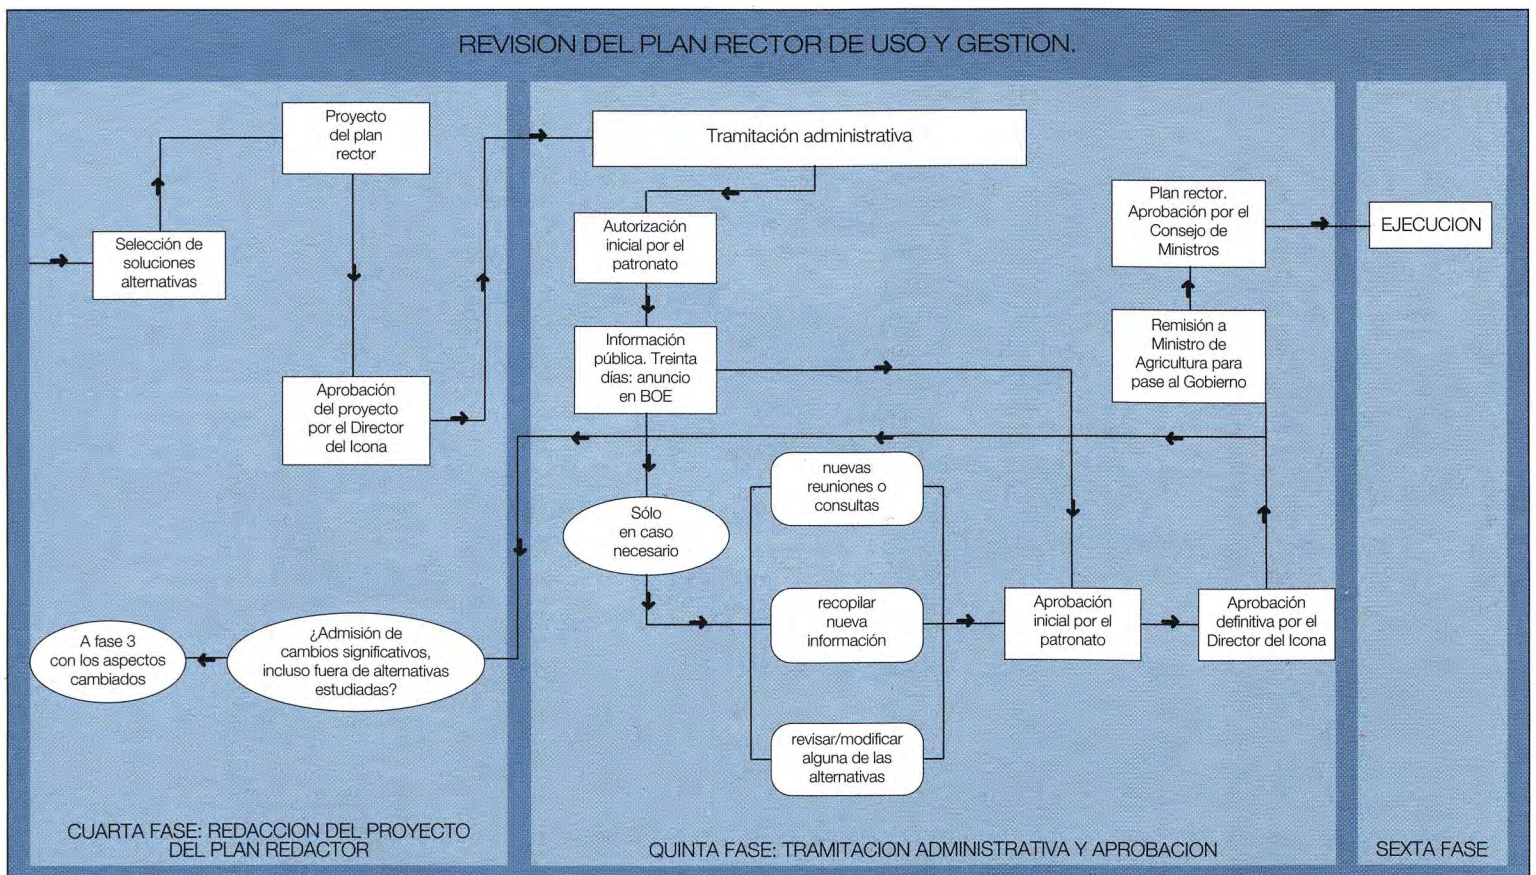 REVISION DEL PLAN RECTOR DE USO Y GESTION.
Proyecto
del plan
rector
Selección de
soluciones
alternativas
Aprobación
del proyecto
por el Director
del Icona
A fase 3
con los aspectos
cambiados
¿Admisión de
cambios significativos,
incluso fuera de alternativas
estudiadas?
CUARTA FASE: REDACCION DEL PROYECTO
DEL PLAN REDACTOR
Tramitación administrativa
Autorización
inicial por el
patronato
Información
pública. Treinta
días: anuncio
en BOE
Sólo
en caso
necesario
nuevas
reuniones o
consultas
recopilar
nueva
información
revisar/modificar
alguna de las
alternativas
Aprobación
inicial por el
patronato
Aprobación
definitiva por el
Director del Icona
Remisión a
Ministro de
Agricultura para
pase al Gobierno
Plan rector.
Aprobación por el
Consejo de
Ministros
QUINTA FASE: TRAMITACION ADMINISTRATIVA Y APROBACION
EJECUCION
SEXTA FASE